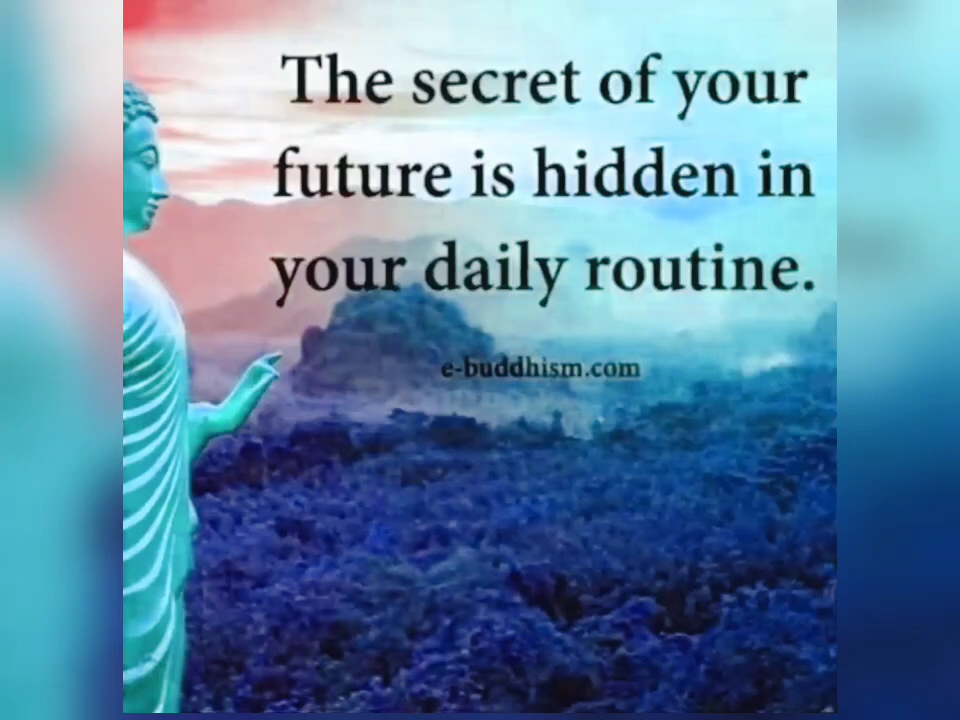 The secret of your
future is hidden in
your daily routine.
e-buddhism.com